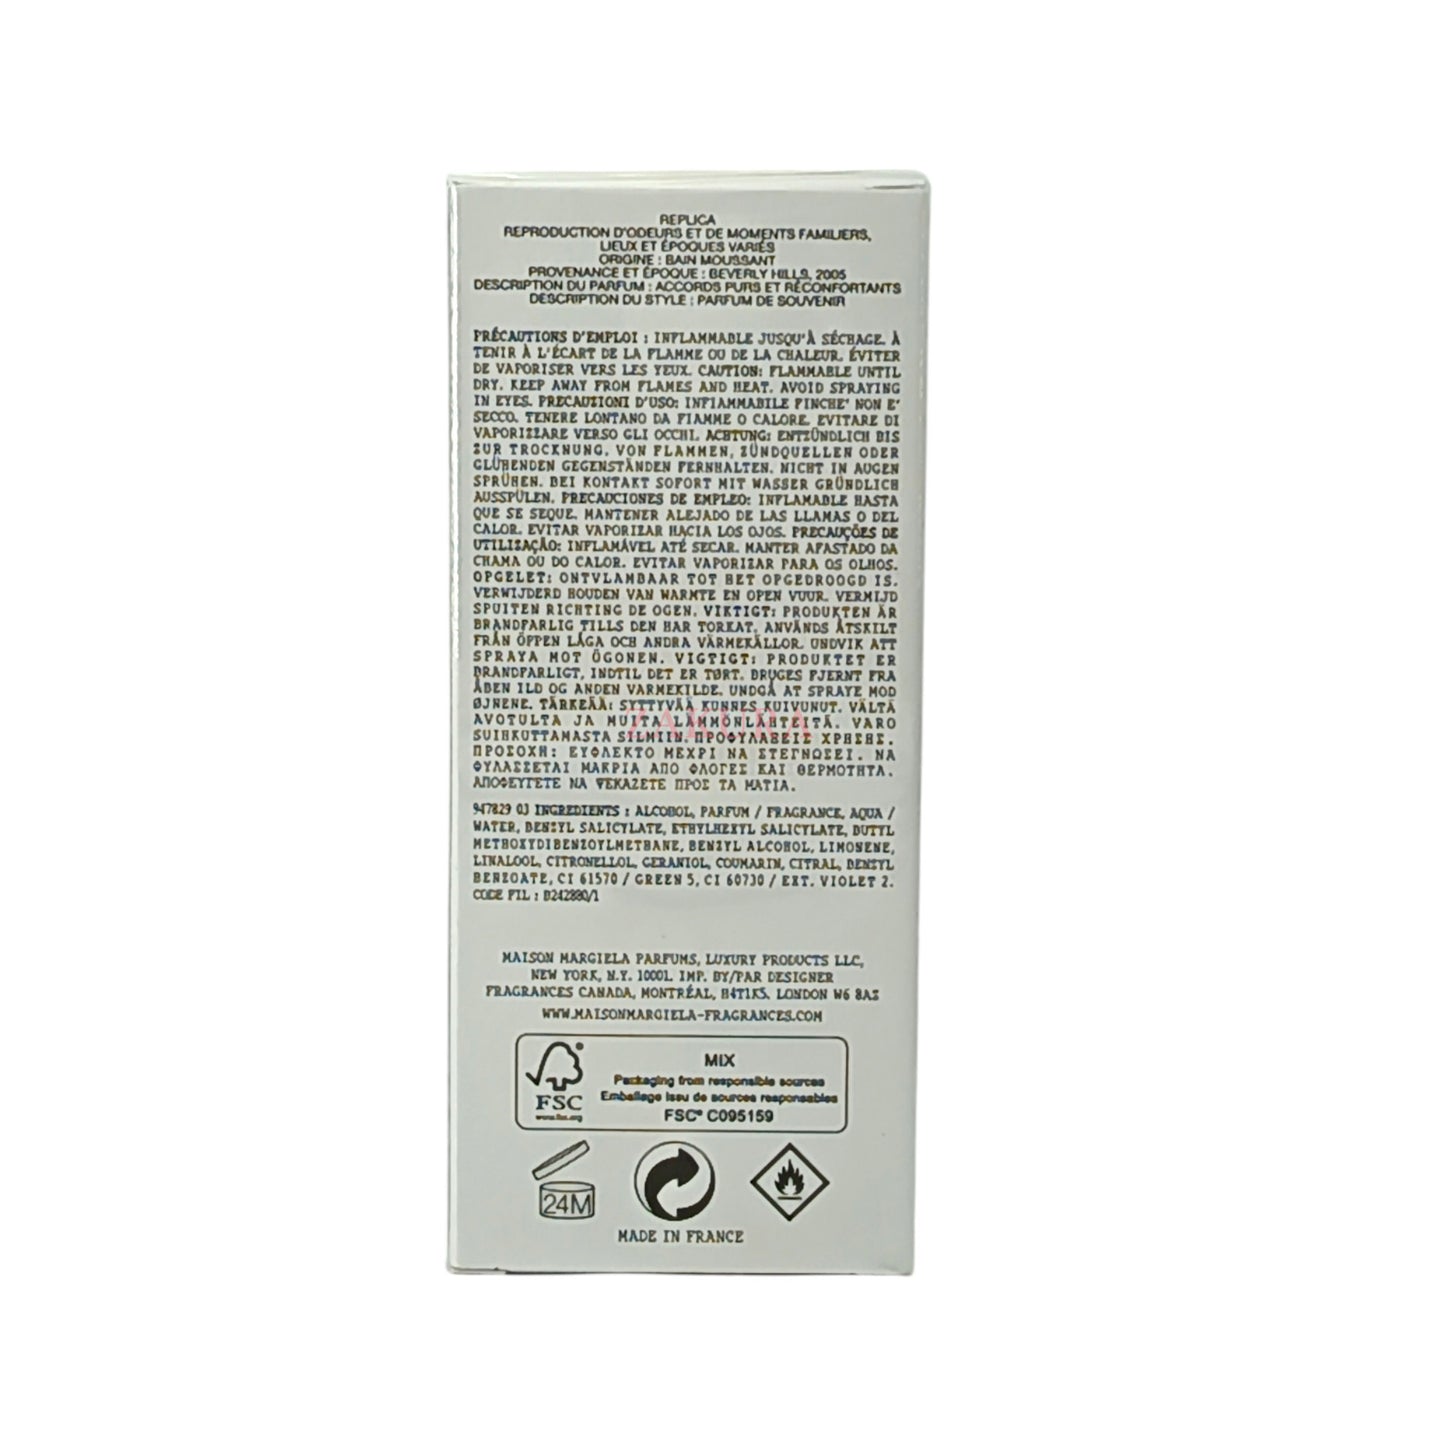 REPLICA
REPRODUCTION D'ODEURS ET DE MOMENTS FAMILIERS,
LIEUX ET ÉPOQUES VARIÉS
ORIGINE : BAIN MOUSSANT
PROVENANCE ET ÉPOQUE : BEVERLY HILLS, 2005
DESCRIPTION DU PARFUM : ACCORDS PURS ET RÉCONFORTANTS
DESCRIPTION DU STYLE : PARFUM DE SOUVENIR
PRÉCAUTIONS D'EMPLOI : INFLAMMABLE JUSQU'À SÉCHAGE. À
TENIR À L'ÉCART DE LA FLAMME OU DE LA CHALEUR. ÉVITER
DE VAPORISER VERS LES YEUX. CAUTION: FLAMMABLE UNTIL
DRY. KEEP AWAY FROM FLAMES AND HEAT. AVOID SPRAYING
IN EYES. PRECAUZIONI D'USO: INFIAMMABILE FINCHE' NON E'
SECCO. TENERE LONTANO DA FIAMME O CALORE. EVITARE DI
VAPORIZZARE VERSO GLI OCCHI. ACHTUNG: ENTZÜNDLICH BIS
ZUR TROCKNUNG. VON FLAMMEN, ZÜNDQUELLEN ODER
GLÜHENDEN GEGENSTÄNDEN FERNHALTEN. NICHT IN AUGEN
SPRÜHEN. BEI KONTAKT SOFORT MIT WASSER GRÜNDLICH
AUSSPÜLEN. PRECAUCIONES DE EMPLEO: INFLAMABLE HASTA
QUE SE SEQUE. MANTENER ALEJADO DE LAS LLAMAS O DEL
CALOR. EVITAR VAPORIZAR HACIA LOS OJOS. PRECAUÇÕES DE
UTILIZAÇÃO: INFLAMÁVEL ATÉ SECAR. MANTER AFASTADO DA
CHAMA OU DO CALOR. EVITAR VAPORIZAR PARA OS OLHOS.
OPGELET: ONTVLAMBAAR TOT HET OPGEDROOGD IS.
VERWIJDERD HOUDEN VAN WARMTE EN OPEN VUUR. VERMIJD
SPUITEN RICHTING DE OGEN. VIKTIGT: PRODUKTEN ÄR
BRANDFARLIG TILLS DEN HAR TORKAT. ANVÄNDS ÅTSKILT
FRÅN ÖPPEN LÅGA OCH ANDRA VÄRMEKÄLLOR. UNDVIK ATT
SPRAYA MOT ÖGONEN. VIGTIGT: PRODUKTET ER
BRANDFARLIGT, INDTIL DET ER TØRT. BRUGES FJERNT FRA
ÅBEN ILD OG ANDEN VARMEKILDE. UNDGÅ AT SPRAYE MOD
ØJNENE. TÄRKEÄÄ: SYTTYVÄÄ KUNNES KUIVUNUT. VÄLTÄ
AVOTULTA JA MUITA LÄMMÖNLÄHTEITÄ. VARO
SUIHKUTTAMASTA SILMIIN. ΠΡΟΦΥΛΑΞΕΙΣ ΧΡΗΣΗΣ.
ΠΡΟΣΟΧΗ: ΕΥΦΛΕΚΤΟ ΜΕΧΡΙ ΝΑ ΣΤΕΓΝΩΣΕΙ. ΝΑ
ΦΥΛΑΣΣΕΤΑΙ ΜΑΚΡΙΑ ΑΠΟ ΦΛΟΓΕΣ ΚΑΙ ΘΕΡΜΟΤΗΤΑ.
ΑΠΟΦΕΥΓΕΤΕ ΝΑ ΨΕΚΑΖΕΤΕ ΠΡΟΣ ΤΑ ΜΑΤΙΑ.
ZAKURA
947829 03 INGREDIENTS : ALCOHOL, PARFUM / FRAGRANCE, AQUA /
WATER, BENZYL SALICYLATE, ETHYLHEXYL SALICYLATE, BUTYL
METHOXYDIBENZOYLMETHANE, BENZYL ALCOHOL, LIMONENE,
LINALOOL, CITRONELLOL, GERANIOL, COUMARIN, CITRAL, BENZYL
BENZOATE, CI 61570 / GREEN 5, CI 60730 / EXT. VIOLET 2.
CODE FIL : B242880/1
MAISON MARGIELA PARFUMS, LUXURY PRODUCTS LLC,
NEW YORK, N.Y. 10001. IMP. BY/PAR DESIGNER
FRAGRANCES CANADA, MONTRÉAL, H4T1K5. LONDON W6 8AZ
WWW.MAISONMARGIELA-FRAGRANCES.COM
FSC
www.fsc.org
MIX
Packaging from responsible sources
Emballage issu de sources responsables
FSC® C095159
24M
MADE IN FRANCE